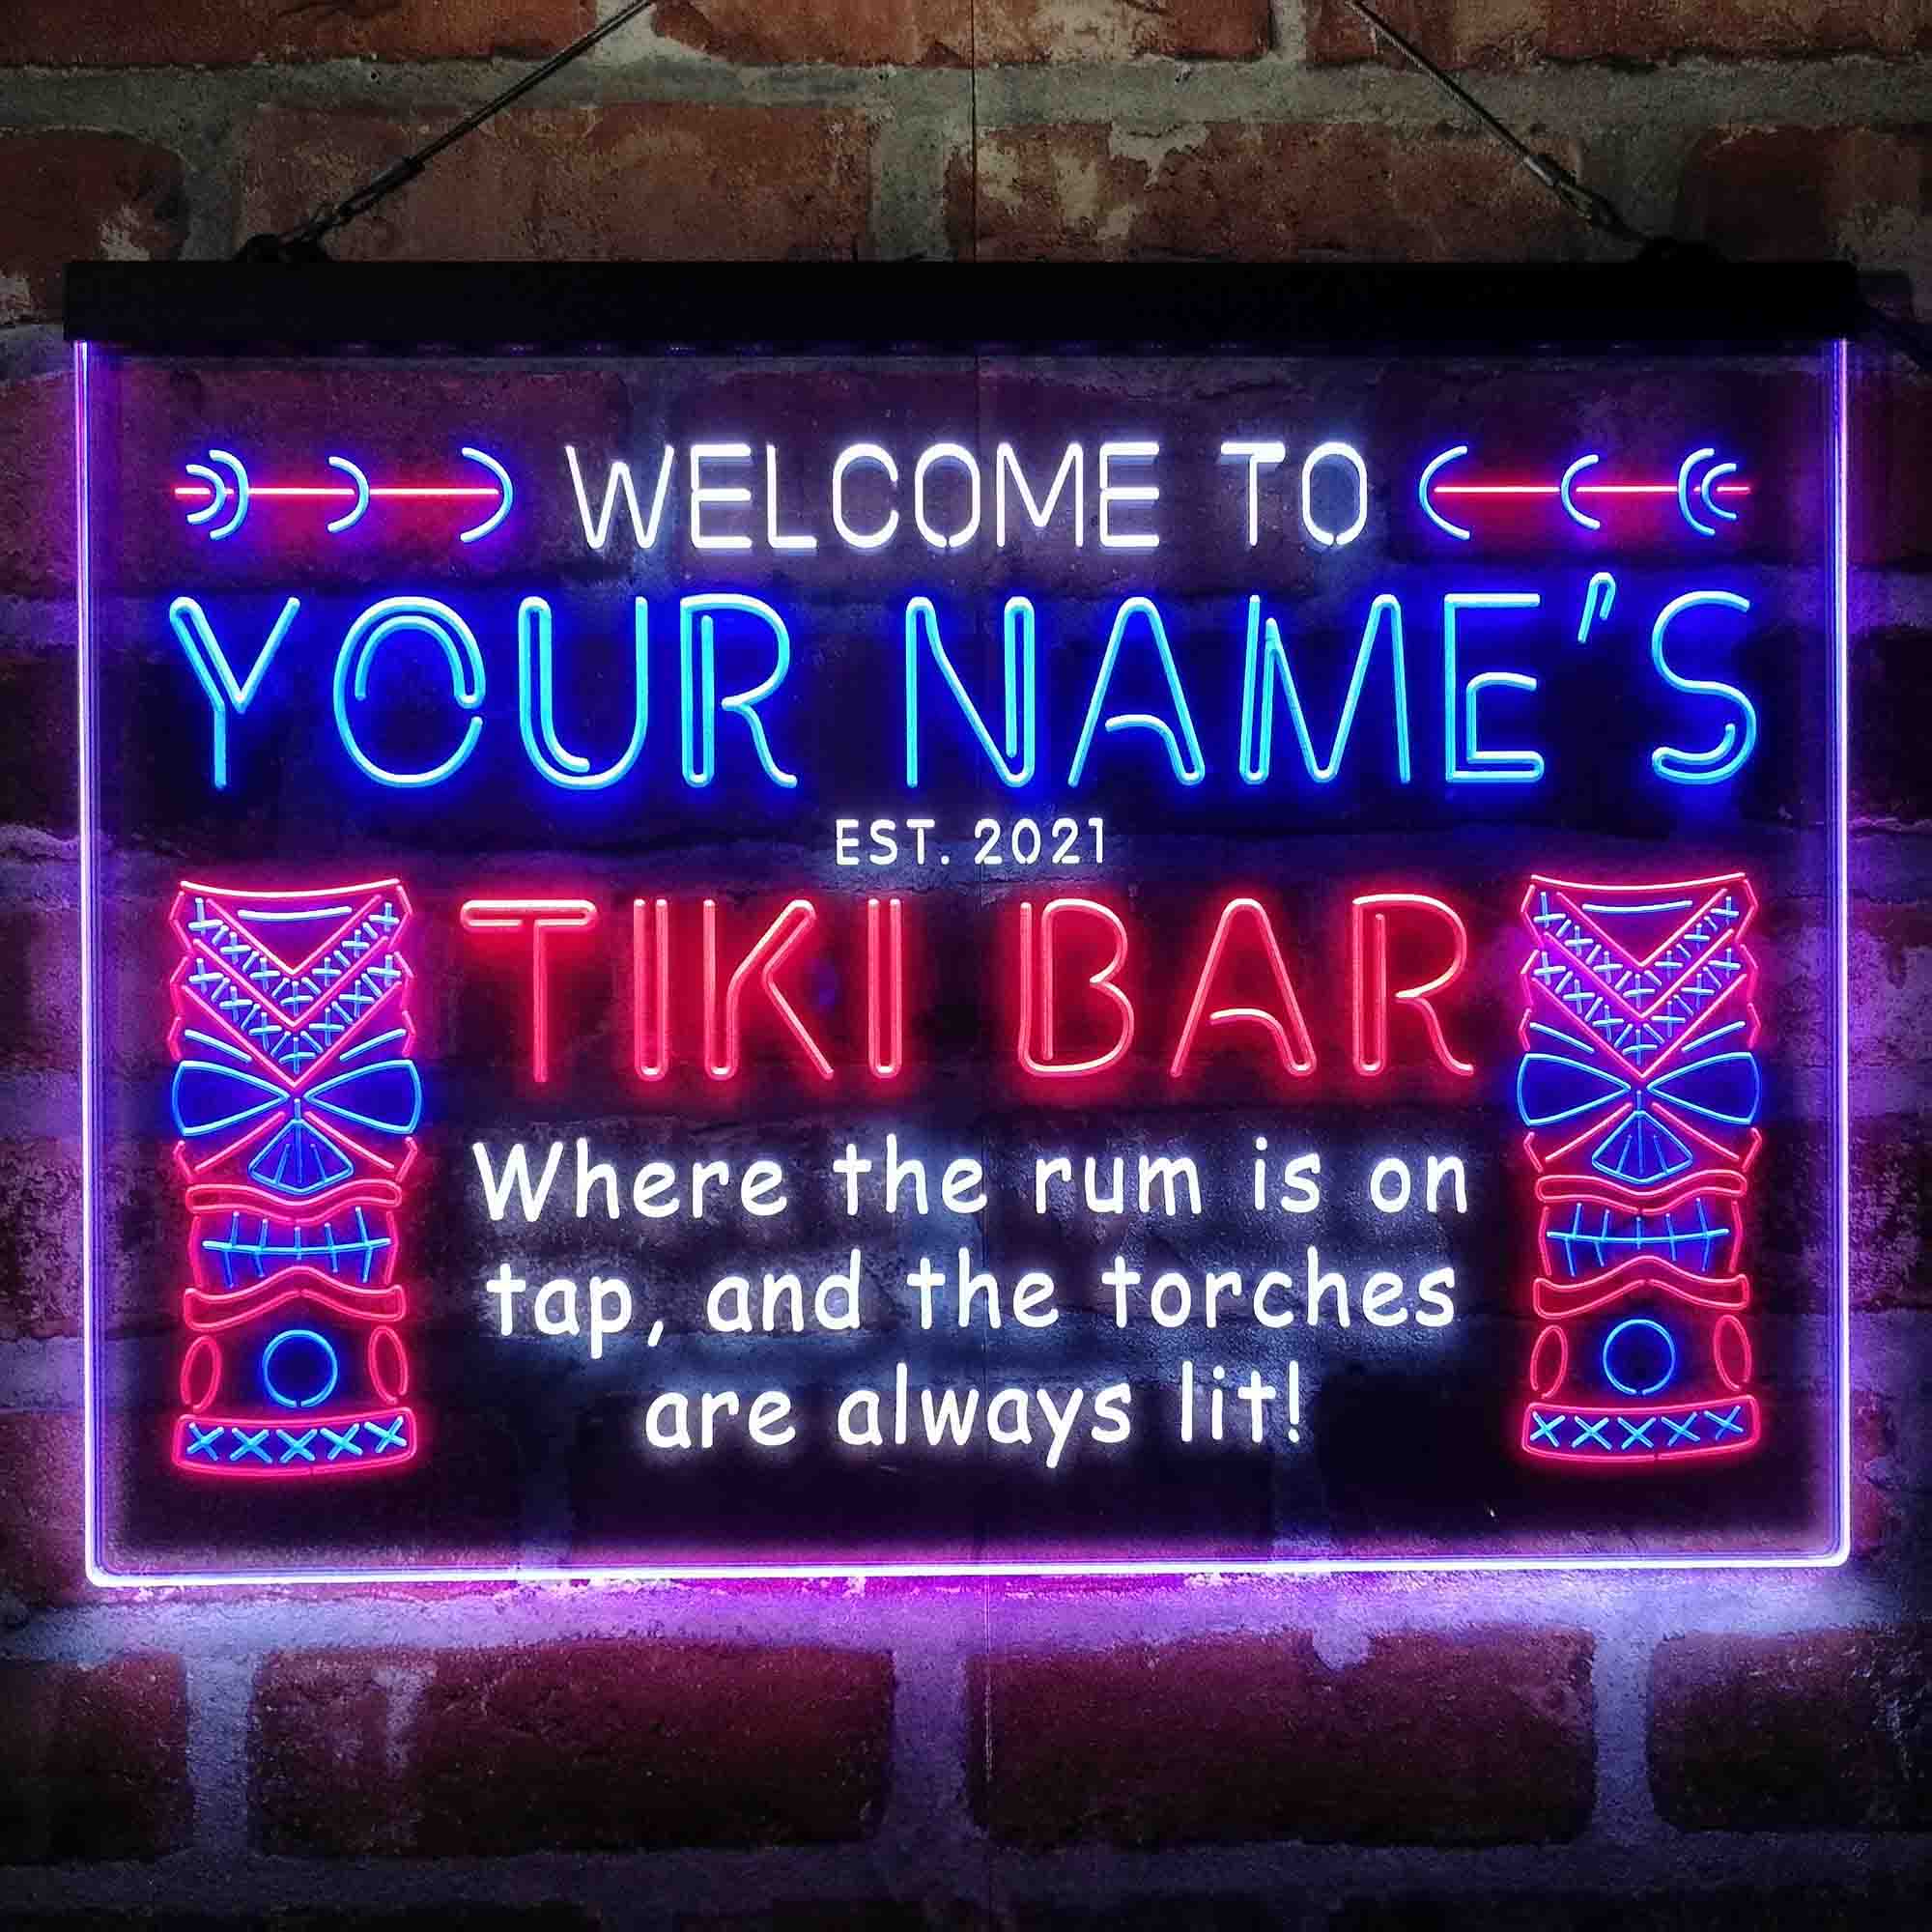 WELCOME TO
YOUR NAME'S
EST. 2021
TIKI BAR
Where the rum is on
tap, and the torches
are always lit!